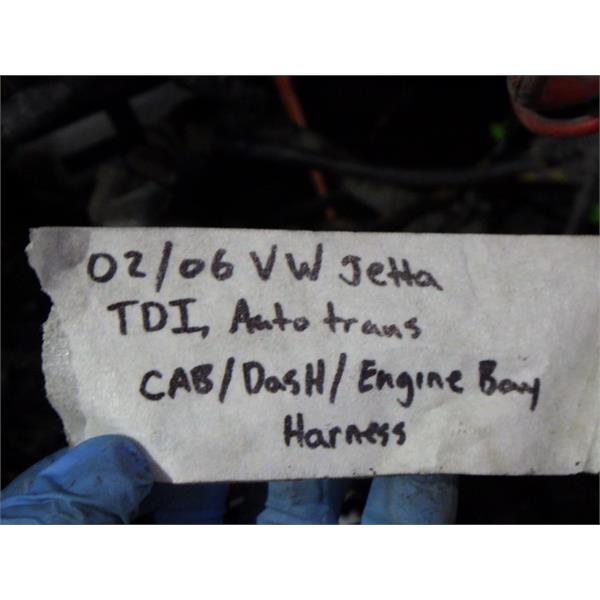 02/06 VW Jetta
TDI, Auto trans
CAB/DasH/Engine Bay
Harness